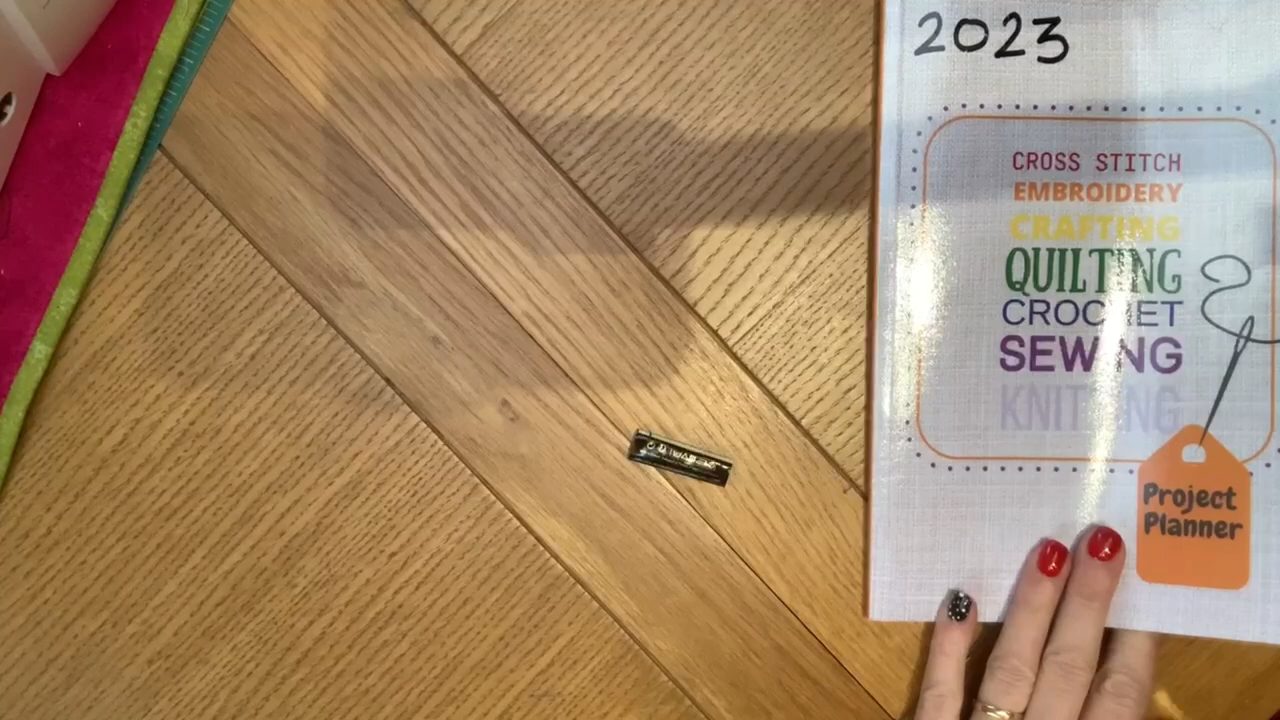 2023
CROSS STITCH
EMBROIDERY
CRAFTING
QUILTING
CROCHET
SEWING
KNITTING
Project
Planner